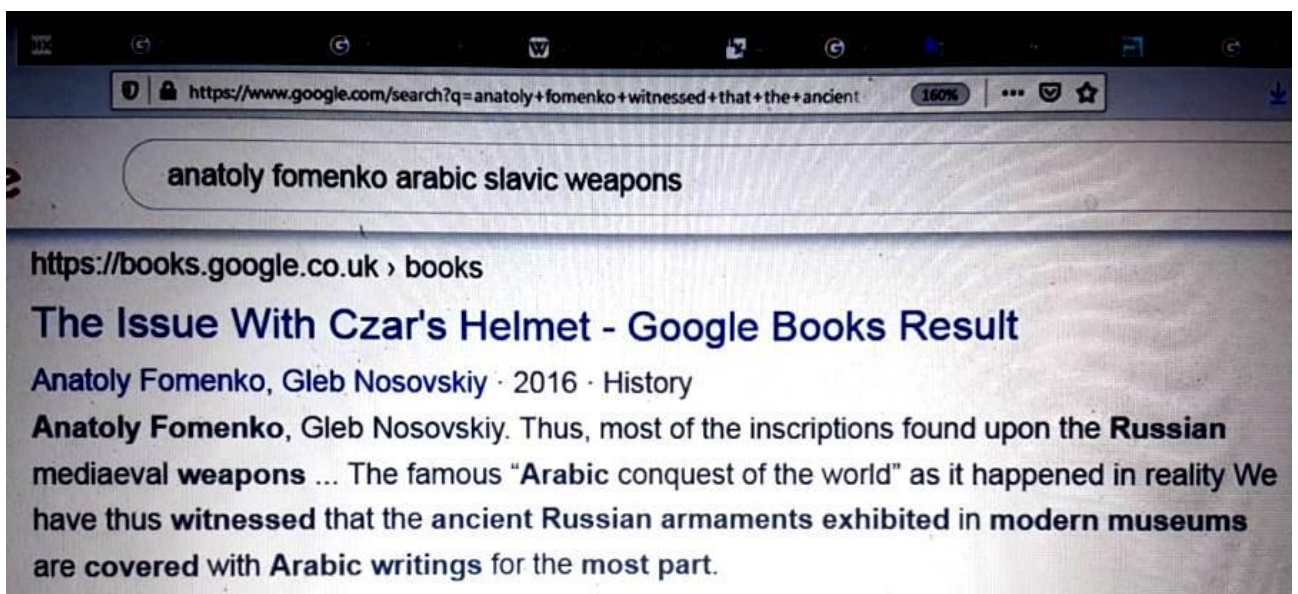 https://www.google.com/search?q=anatoly+fomenko+witnessed+that+the+ancient
160%
anatoly fomenko arabic slavic weapons
https://books.google.co.uk › books
The Issue With Czar's Helmet - Google Books Result
Anatoly Fomenko, Gleb Nosovskiy · 2016 · History
Anatoly Fomenko, Gleb Nosovskiy. Thus, most of the inscriptions found upon the Russian
mediaeval weapons ... The famous “Arabic conquest of the world” as it happened in reality We
have thus witnessed that the ancient Russian armaments exhibited in modern museums
are covered with Arabic writings for the most part.